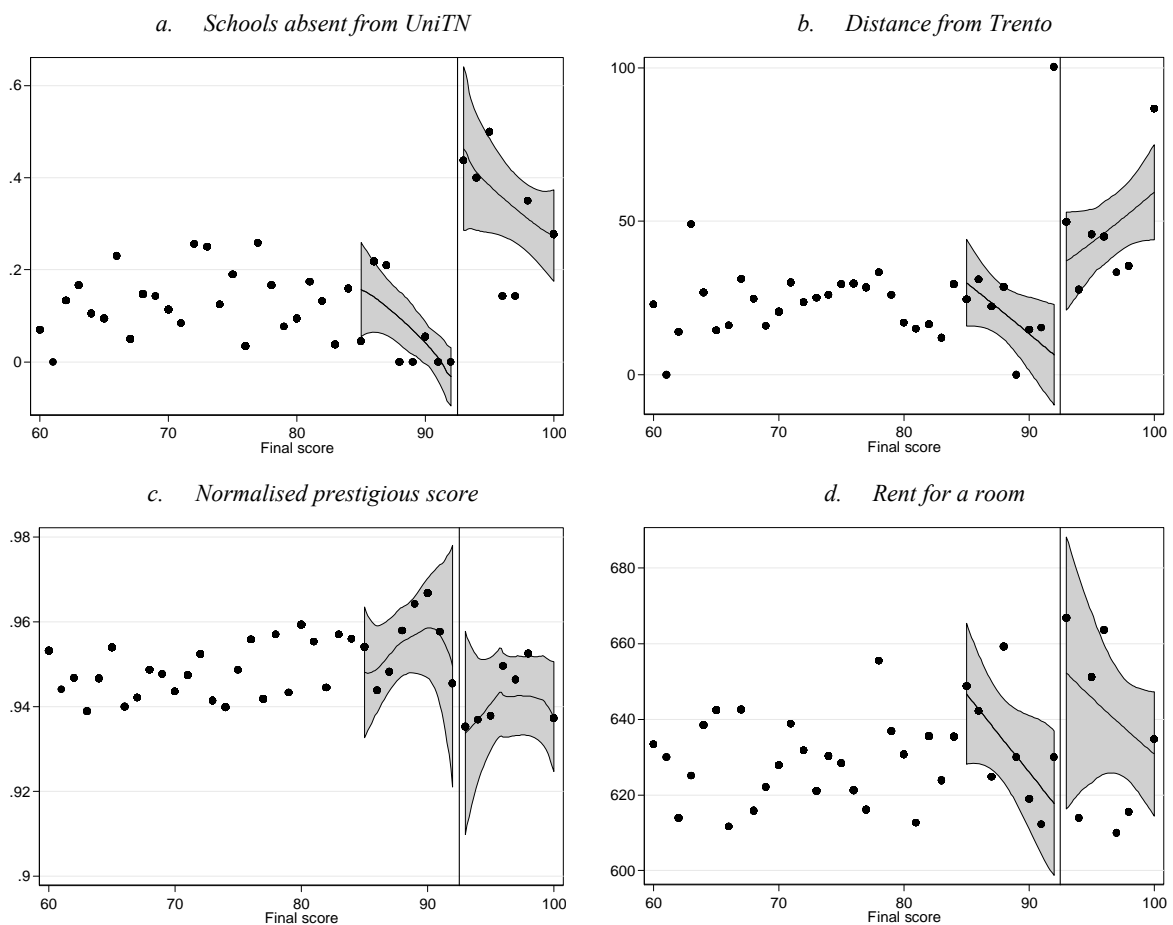 a. Schools absent from UniTN
.6
.4
.2
0
60 70 80 90 100
Final score
b. Distance from Trento
100
50
0
60 70 80 90 100
Final score
c. Normalised prestigious score
.98
.96
.94
.92
.9
60 70 80 90 100
Final score
d. Rent for a room
680
660
640
620
600
60 70 80 90 100
Final score